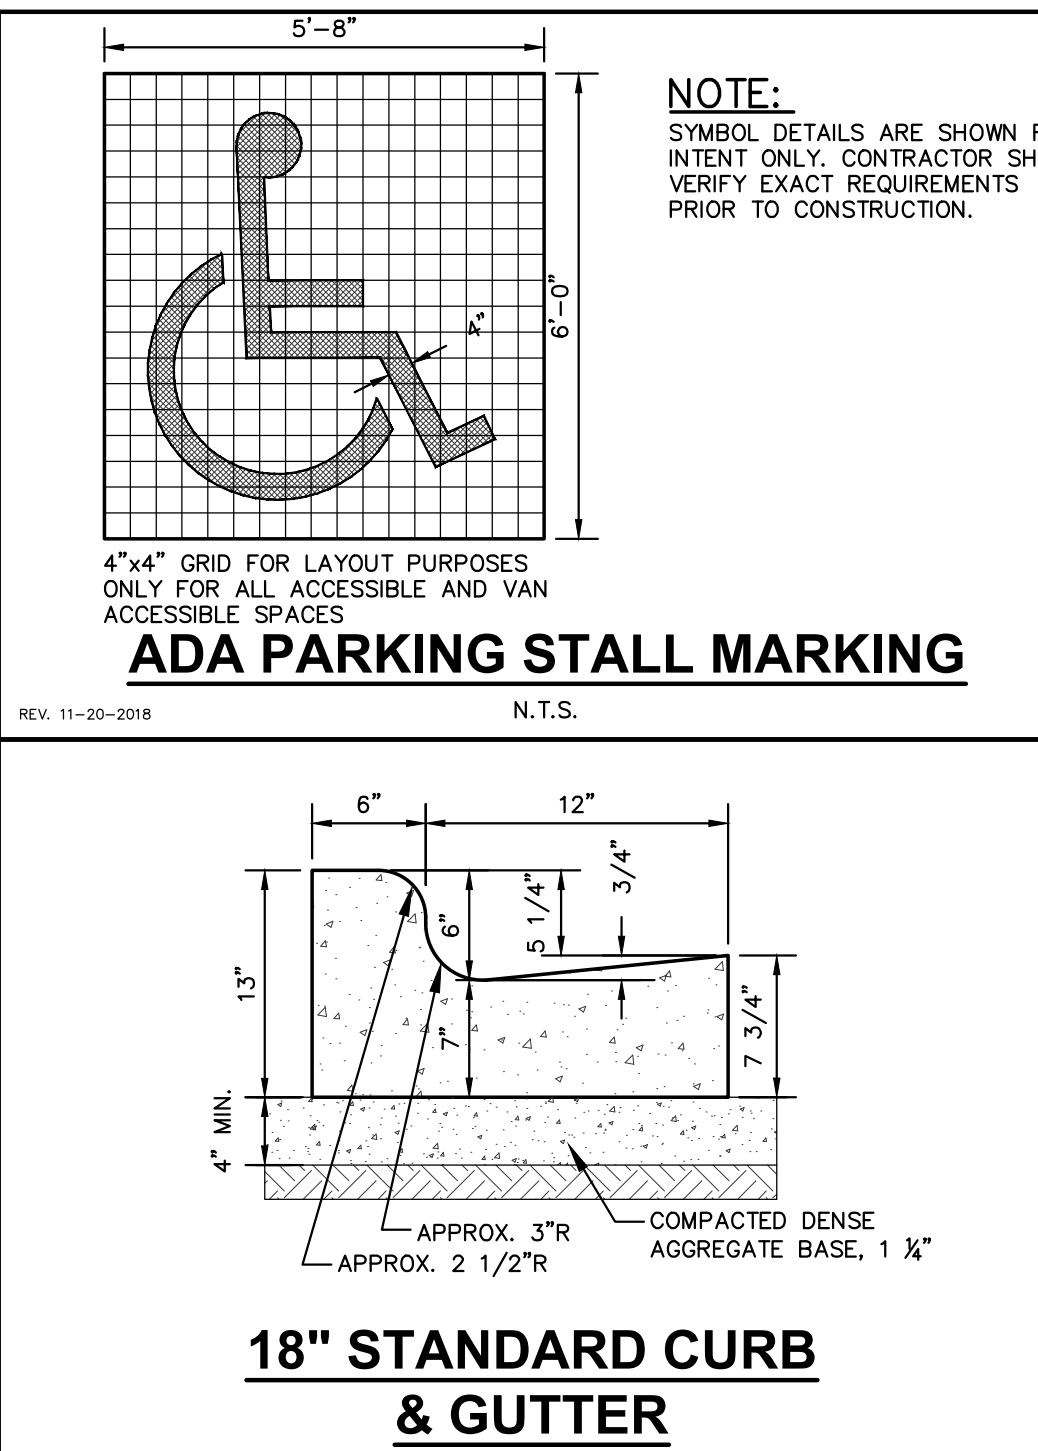 5'-8"
NOTE:
SYMBOL DETAILS ARE SHOWN
INTENT ONLY. CONTRACTOR SH
VERIFY EXACT REQUIREMENTS
PRIOR TO CONSTRUCTION.
6'-0"
4"
4"x4" GRID FOR LAYOUT PURPOSES
ONLY FOR ALL ACCESSIBLE AND VAN
ACCESSIBLE SPACES
ADA PARKING STALL MARKING
REV. 11-20-2018
N.T.S.
6"
12"
3/4"
5 1/4"
6"
13"
7"
7 3/4"
4" MIN.
APPROX. 3"R
APPROX. 2 1/2"R
COMPACTED DENSE
AGGREGATE BASE, 1 ¼"
18" STANDARD CURB
& GUTTER